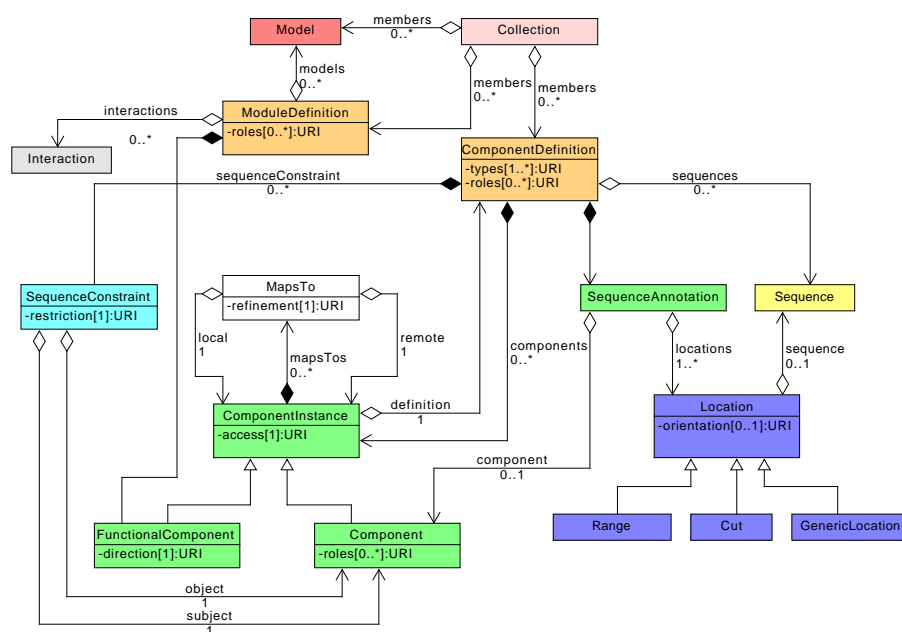 Model
members
0..*
Collection
models
0..*
members
0..*
members
0..*
interactions
0..*
ModuleDefinition
-roles[0..*]:URI
Interaction
ComponentDefinition
-types[1..*]:URI
-roles[0..*]:URI
sequenceConstraint
0..*
sequences
0..*
SequenceConstraint
-restriction[1]:URI
MapsTo
-refinement[1]:URI
SequenceAnnotation
Sequence
local
1
mapsTos
0..*
remote
1
components
0..*
locations
1..*
sequence
0..1
ComponentInstance
-access[1]:URI
definition
1
Location
-orientation[0..1]:URI
component
0..1
FunctionalComponent
-direction[1]:URI
Component
-roles[0..*]:URI
Range
Cut
GenericLocation
object
1
subject
1